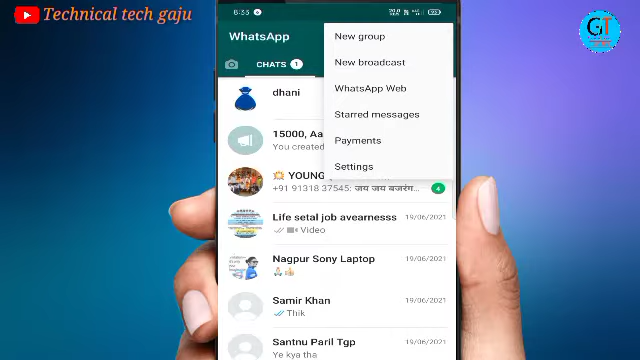 Technical tech gaju
GT
8:35
WhatsApp
New group
New broadcast
WhatsApp Web
Starred messages
Payments
Settings
CHATS 1
dhani
15000, Aa
You created
YOUNG
+91 91318 37545: जय जय बजरंग...
4
Life setal job avearnesss 19/06/2021
Video
Nagpur Sony Laptop 19/06/2021
Samir Khan 19/06/2021
Thik
Santnu Paril Tgp 19/06/2021
Ye kya tha